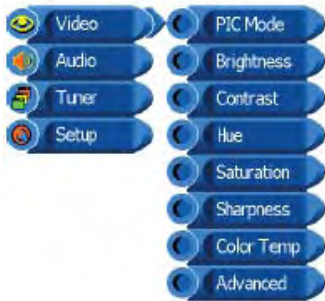 Video
Audio
Tuner
Setup
PIC Mode
Brightness
Contrast
Hue
Saturation
Sharpness
Color Temp
Advanced